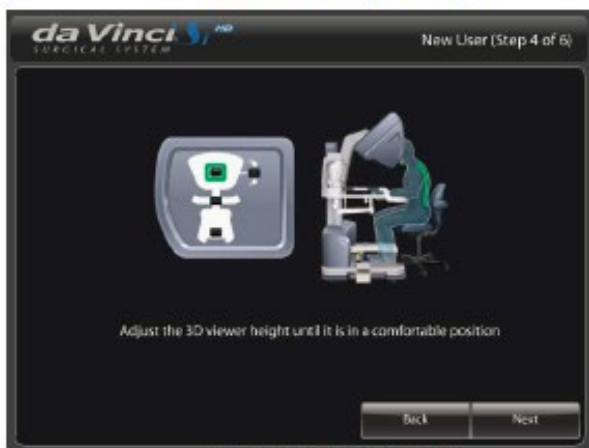 da Vinci Si HD
SURGICAL SYSTEM
New User (Step 4 of 6)
Adjust the 3D viewer height until it is in a comfortable position
Back
Next